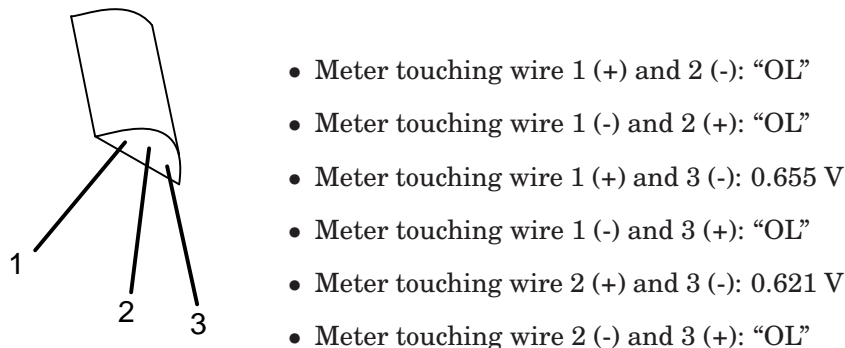 • Meter touching wire 1 (+) and 2 (-): “OL”
• Meter touching wire 1 (-) and 2 (+): “OL”
• Meter touching wire 1 (+) and 3 (-): 0.655 V
• Meter touching wire 1 (-) and 3 (+): “OL”
• Meter touching wire 2 (+) and 3 (-): 0.621 V
• Meter touching wire 2 (-) and 3 (+): “OL”
1
2
3